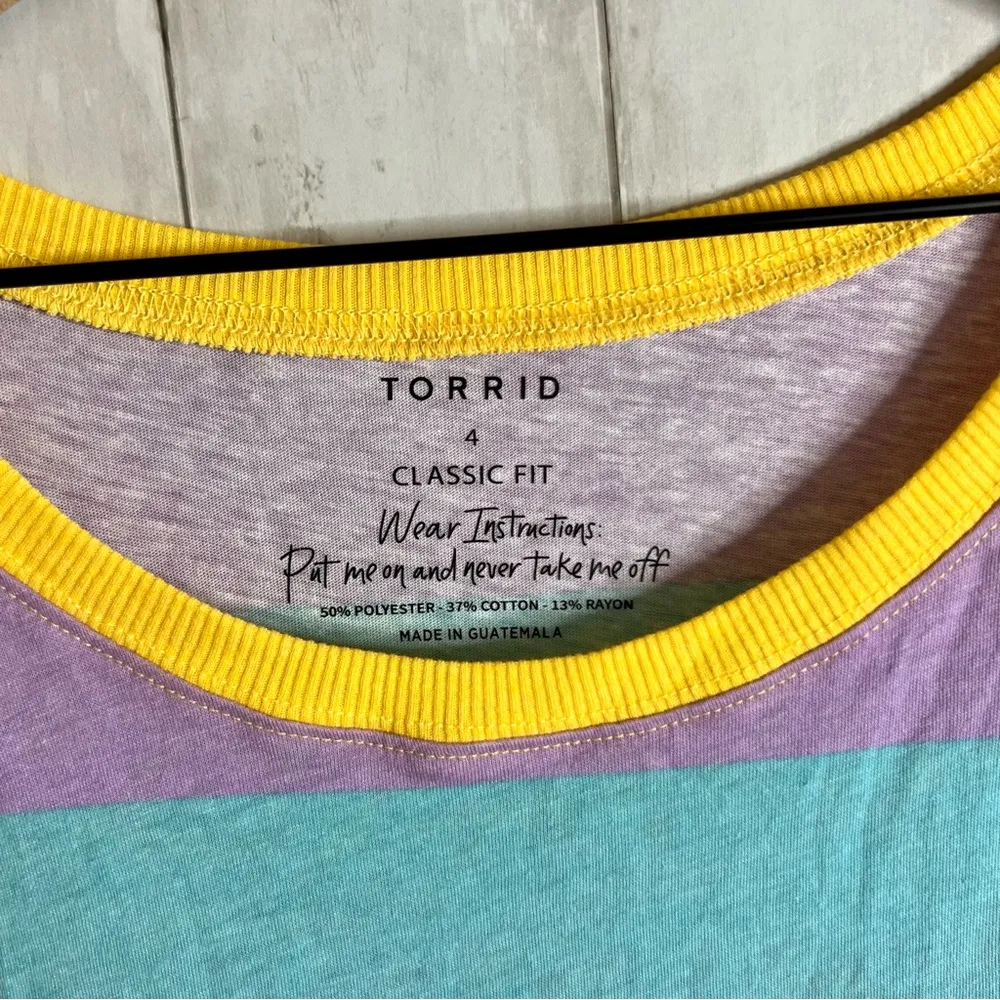 TORRID
4
CLASSIC FIT
Wear Instructions:
Put me on and never take me off
50% POLYESTER - 37% COTTON - 13% RAYON
MADE IN GUATEMALA